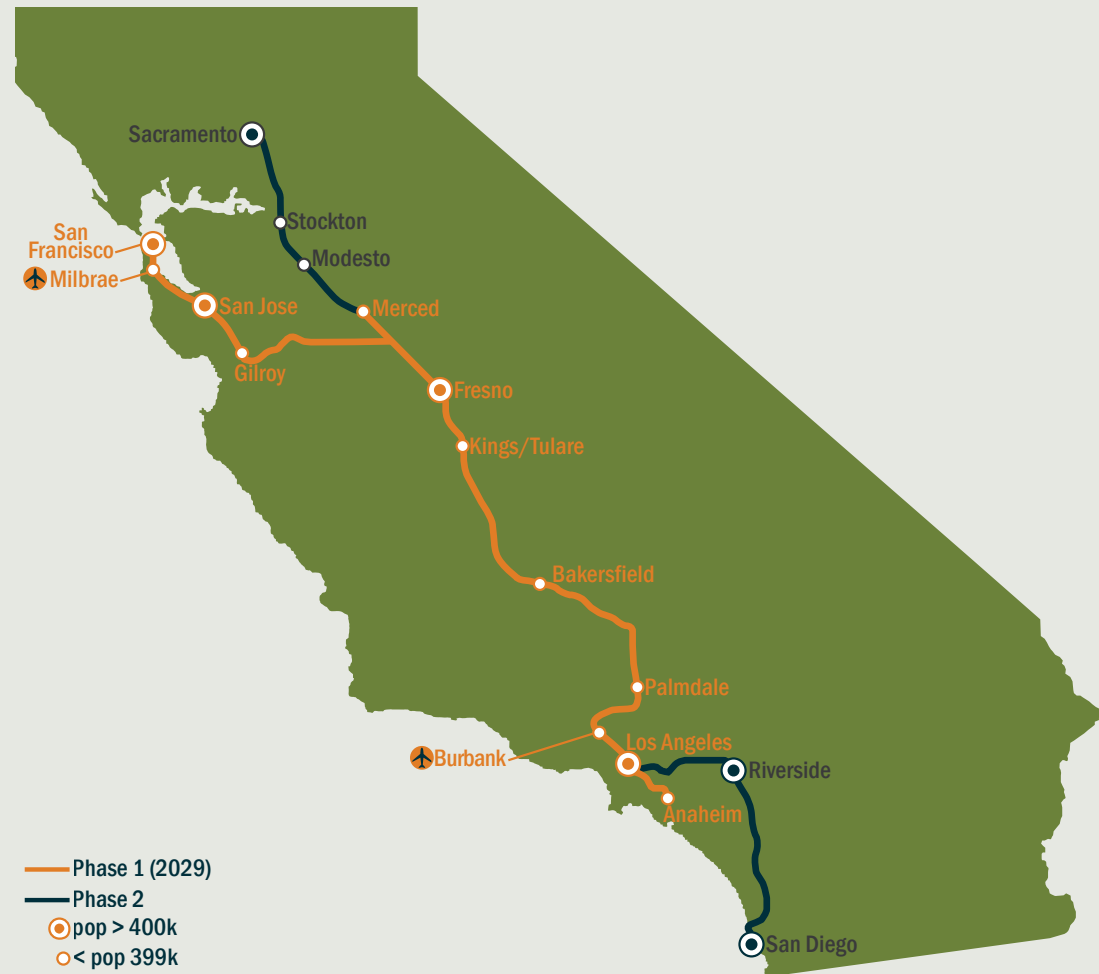 Sacramento
Stockton
San
Francisco
Modesto
Milbrae
San Jose
Merced
Gilroy
Fresno
Kings/Tulare
Bakersfield
Palmdale
Los Angeles
Burbank
Riverside
Anaheim
Phase 1 (2029)
Phase 2
pop > 400k
< pop 399k
San Diego